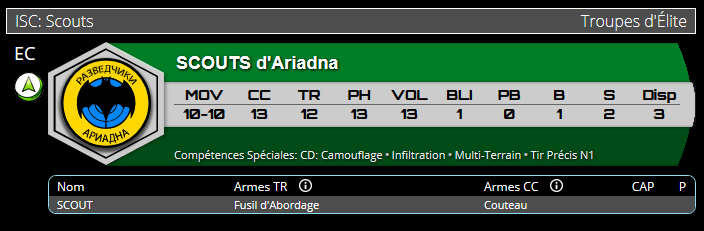 ISC: Scouts Troupes d'Élite
EC
РАЗВЕДЧИКИ
АРИАДНА
SCOUTS d'Ariadna
MOV CC TR PH VOL BLI PB B S Disp
10-10 13 12 13 13 1 0 1 2 3
Compétences Spéciales: CD: Camouflage • Infiltration • Multi-Terrain • Tir Précis N1
Nom Armes TR Armes CC CAP P
SCOUT Fusil d'Abordage Couteau